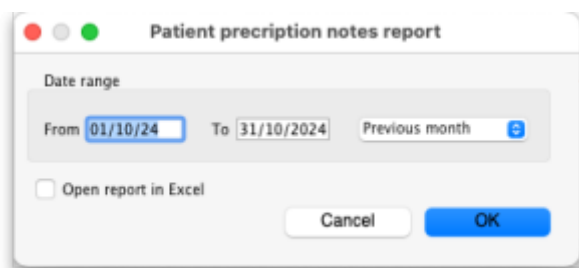 Patient precription notes report
Date range
From 01/10/24 To 31/10/2024 Previous month
Open report in Excel
Cancel OK